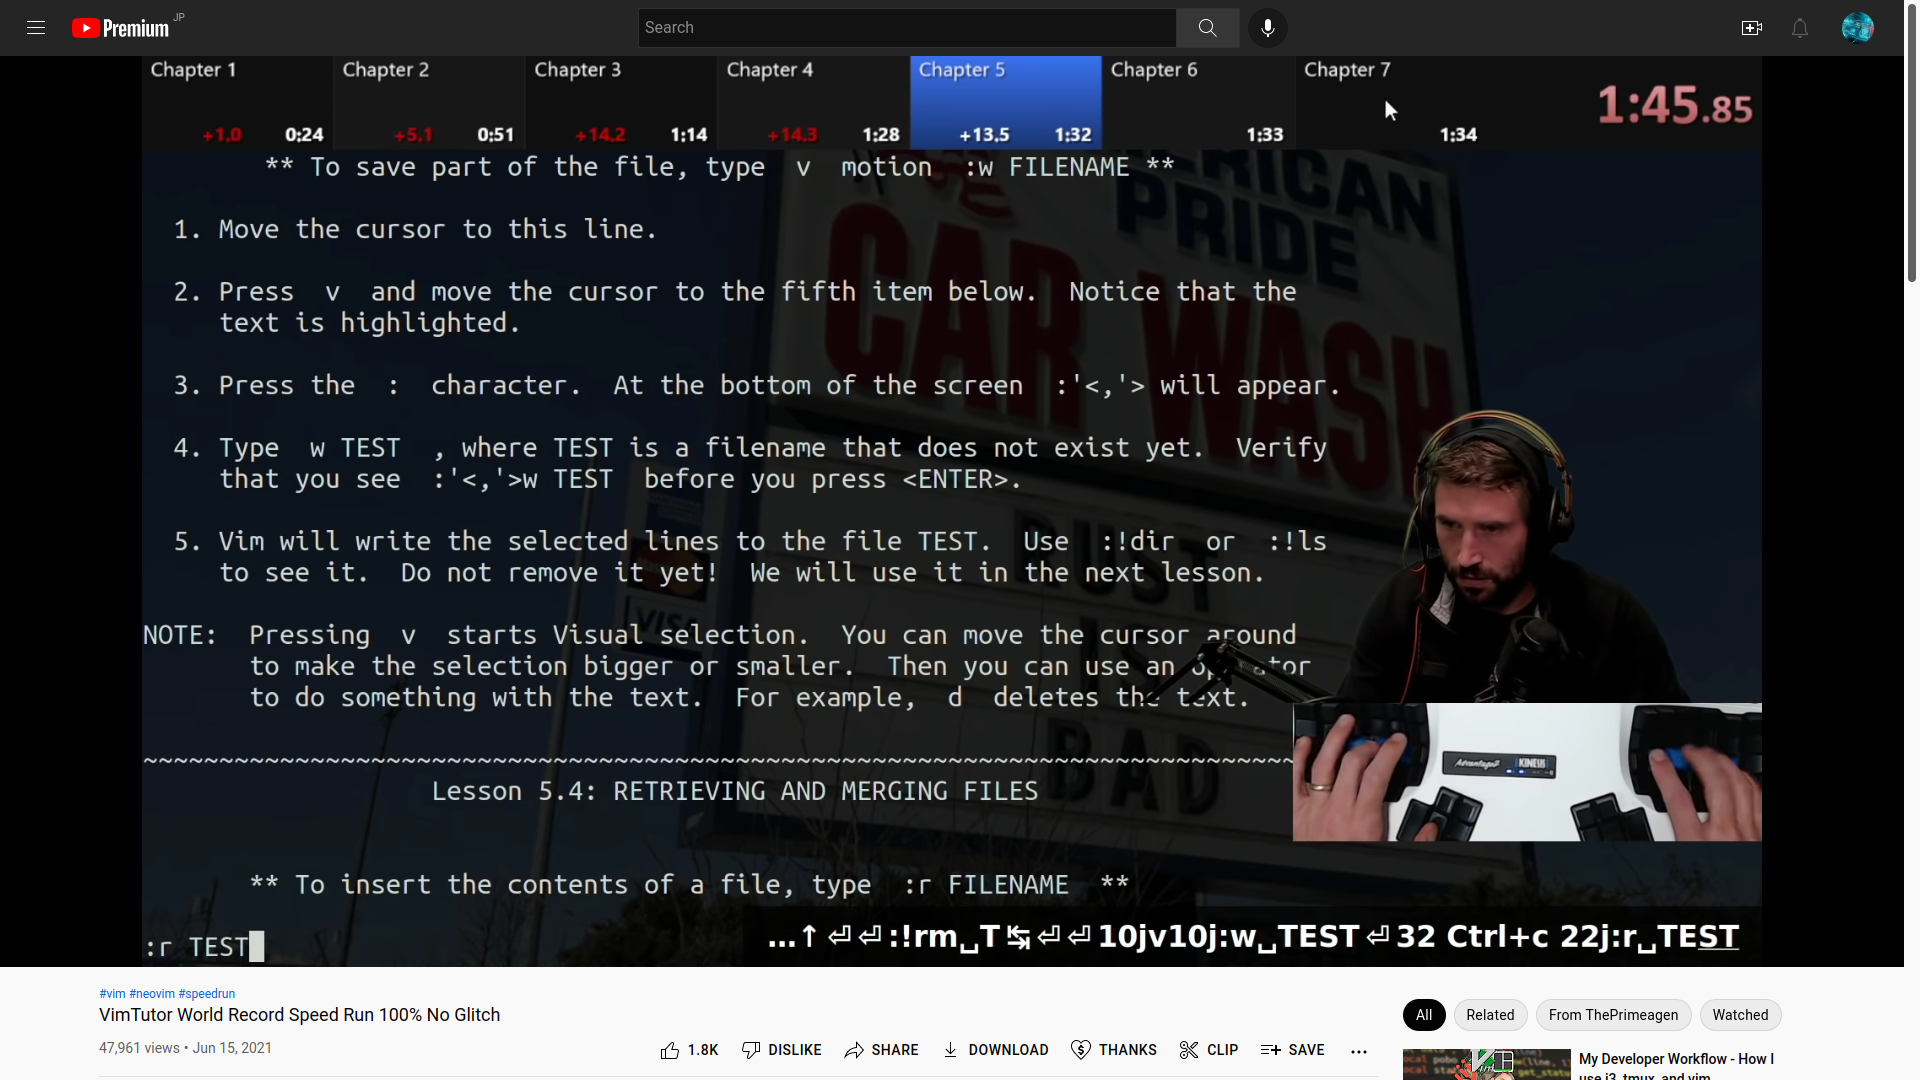 Premium JP
Search
Chapter 1
+1.0 0:24
Chapter 2
+5.1 0:51
Chapter 3
+14.2 1:14
Chapter 4
+14.3 1:28
Chapter 5
+13.5 1:32
Chapter 6
1:33
Chapter 7
1:34
1:45.85
** To save part of the file, type v motion :w FILENAME **
1. Move the cursor to this line.
2. Press v and move the cursor to the fifth item below. Notice that the
text is highlighted.
3. Press the : character. At the bottom of the screen :'<,'> will appear.
4. Type w TEST , where TEST is a filename that does not exist yet. Verify
that you see :'<,'>w TEST before you press <ENTER>.
5. Vim will write the selected lines to the file TEST. Use :!dir or :!ls
to see it. Do not remove it yet! We will use it in the next lesson.
NOTE: Pressing v starts Visual selection. You can move the cursor around
to make the selection bigger or smaller. Then you can use an operator
to do something with the text. For example, d deletes the text.
~~~~~~~~~~~~~~~~~~~~~~~~~~~~~~~~~~~~~~~~~~~~~~~~~~~~~~~~~~~~~~~~~~~~~~~~~~~~
Lesson 5.4: RETRIEVING AND MERGING FILES
** To insert the contents of a file, type :r FILENAME **
:r TEST
...↑⏎⏎:!rm␣T↹⏎⏎10jv10j:w␣TEST⏎32 Ctrl+c 22j:r␣TEST
AMERICAN
PRIDE
CAR WASH
RUST
IS
BAD
VISA
Advantage2 KINESIS
#vim #neovim #speedrun
VimTutor World Record Speed Run 100% No Glitch
47,961 views • Jun 15, 2021
1.8K DISLIKE SHARE DOWNLOAD THANKS CLIP SAVE ...
All Related From ThePrimeagen Watched
My Developer Workflow - How I
use i3, tmux, and vim